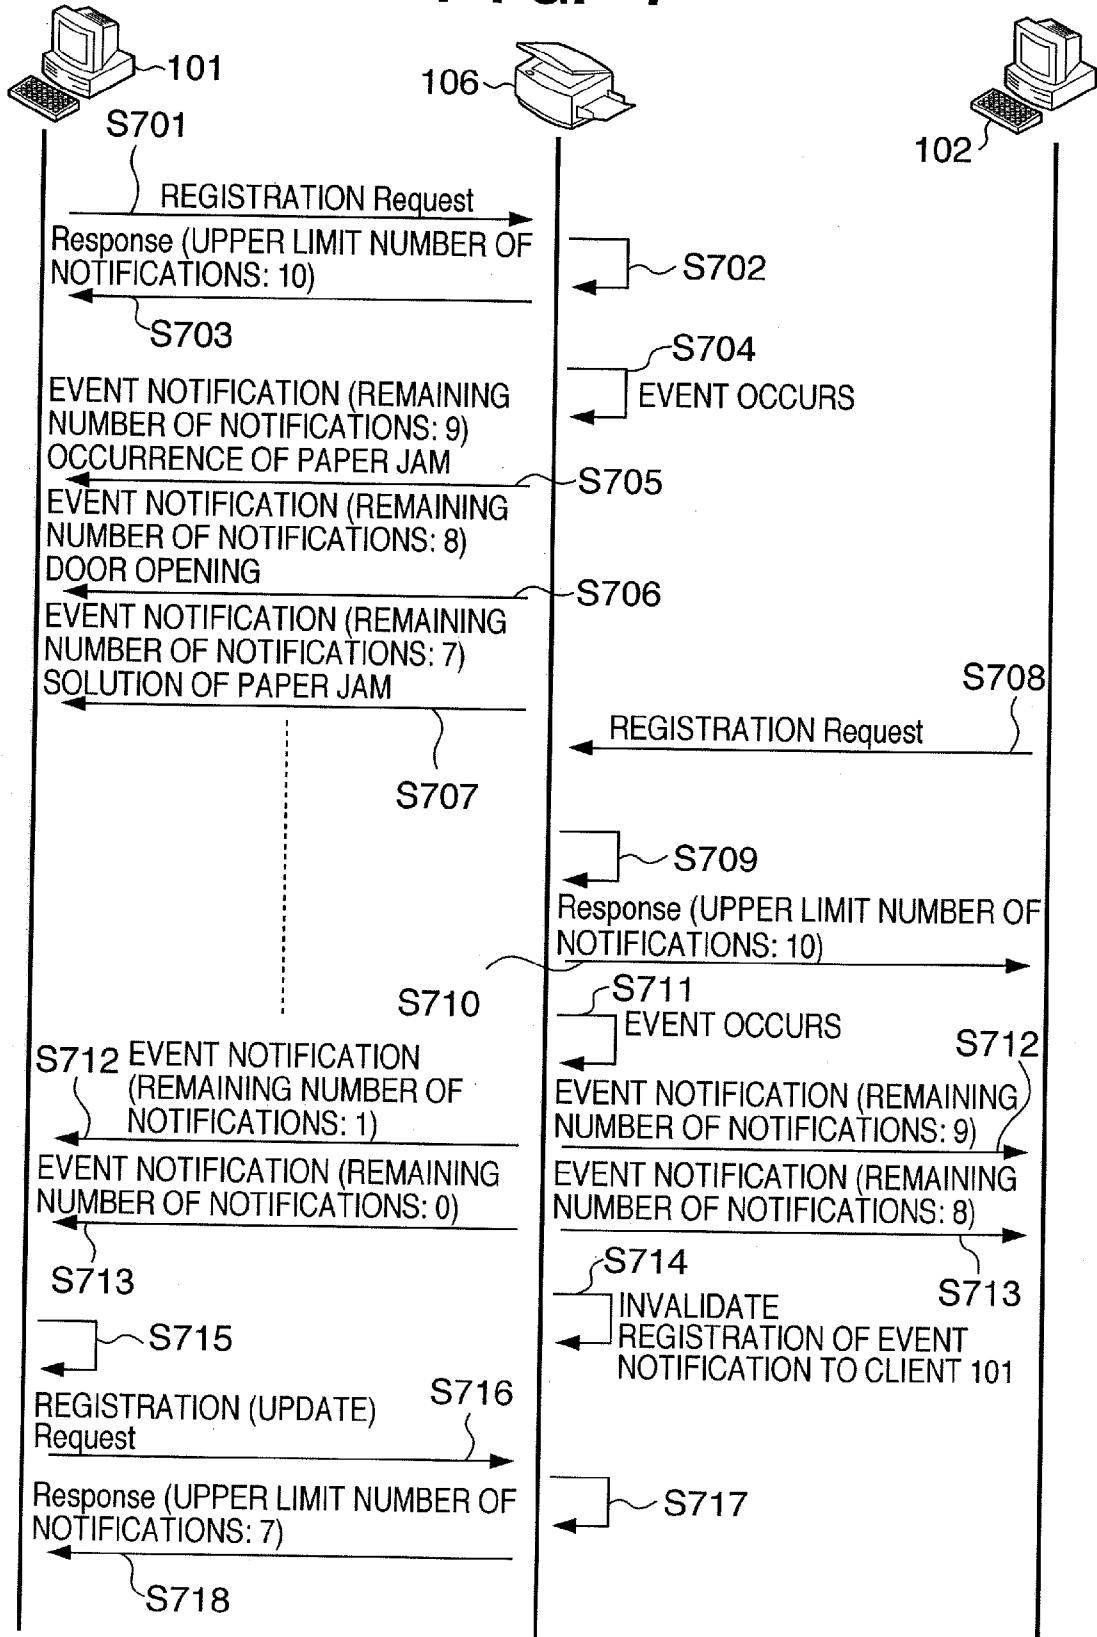 101
106
102
S701
REGISTRATION Request
Response (UPPER LIMIT NUMBER OF
NOTIFICATIONS: 10)
S702
S703
S704
EVENT OCCURS
EVENT NOTIFICATION (REMAINING
NUMBER OF NOTIFICATIONS: 9)
OCCURRENCE OF PAPER JAM
S705
EVENT NOTIFICATION (REMAINING
NUMBER OF NOTIFICATIONS: 8)
DOOR OPENING
S706
EVENT NOTIFICATION (REMAINING
NUMBER OF NOTIFICATIONS: 7)
SOLUTION OF PAPER JAM
S707
S708
REGISTRATION Request
S709
Response (UPPER LIMIT NUMBER OF
NOTIFICATIONS: 10)
S710
S711
EVENT OCCURS
S712
EVENT NOTIFICATION
(REMAINING NUMBER OF
NOTIFICATIONS: 1)
S712
EVENT NOTIFICATION (REMAINING
NUMBER OF NOTIFICATIONS: 9)
EVENT NOTIFICATION (REMAINING
NUMBER OF NOTIFICATIONS: 0)
S713
EVENT NOTIFICATION (REMAINING
NUMBER OF NOTIFICATIONS: 8)
S713
S714
INVALIDATE
REGISTRATION OF EVENT
NOTIFICATION TO CLIENT 101
S715
REGISTRATION (UPDATE)
Request
S716
S717
Response (UPPER LIMIT NUMBER OF
NOTIFICATIONS: 7)
S718